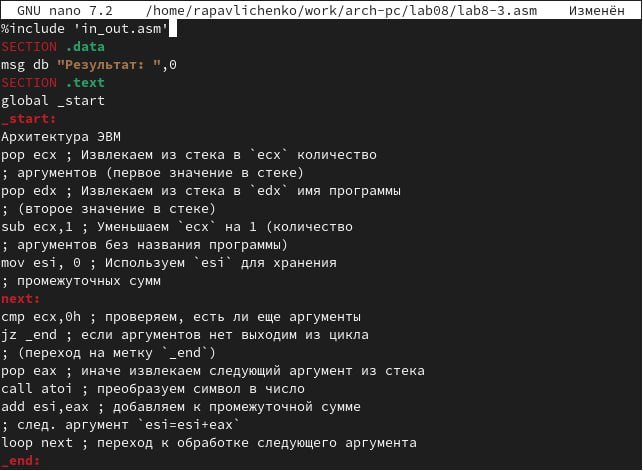 GNU nano 7.2 /home/rapavlichenko/work/arch-pc/lab08/lab8-3.asm Изменён
%include 'in_out.asm'
SECTION .data
msg db "Результат: ",0
SECTION .text
global _start
_start:
Архитектура ЭВМ
pop ecx ; Извлекаем из стека в `ecx` количество
; аргументов (первое значение в стеке)
pop edx ; Извлекаем из стека в `edx` имя программы
; (второе значение в стеке)
sub ecx,1 ; Уменьшаем `ecx` на 1 (количество
; аргументов без названия программы)
mov esi, 0 ; Используем `esi` для хранения
; промежуточных сумм
next:
cmp ecx,0h ; проверяем, есть ли еще аргументы
jz _end ; если аргументов нет выходим из цикла
; (переход на метку `_end`)
pop eax ; иначе извлекаем следующий аргумент из стека
call atoi ; преобразуем символ в число
add esi,eax ; добавляем к промежуточной сумме
; след. аргумент `esi=esi+eax`
loop next ; переход к обработке следующего аргумента
_end: